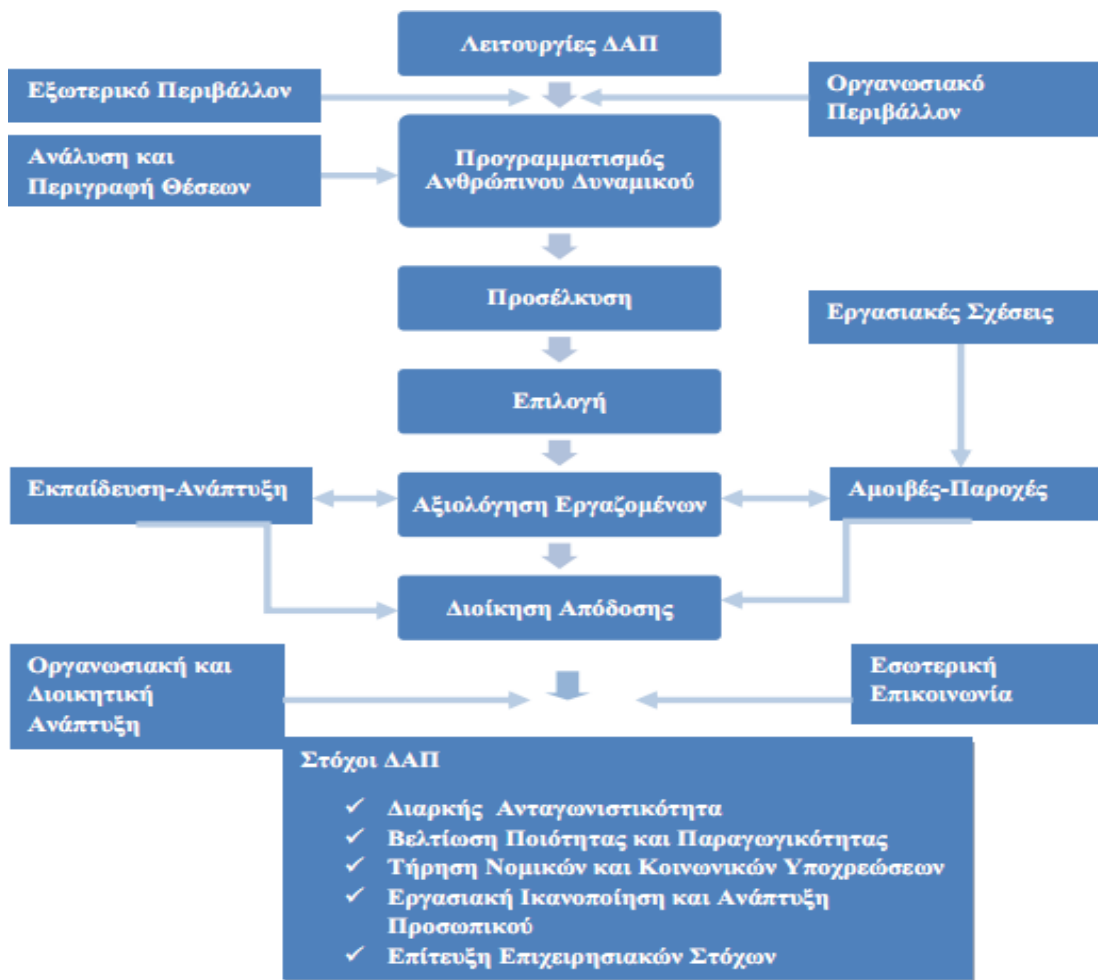 Λειτουργίες ΔΑΠ
Εξωτερικό Περιβάλλον
Οργανωσιακό
Περιβάλλον
Ανάλυση και
Περιγραφή Θέσεων
Προγραμματισμός
Ανθρώπινου Δυναμικού
Προσέλκυση
Εργασιακές Σχέσεις
Επιλογή
Εκπαίδευση-Ανάπτυξη
Αξιολόγηση Εργαζομένων
Αμοιβές-Παροχές
Διοίκηση Απόδοσης
Οργανωσιακή και
Διοικητική
Ανάπτυξη
Εσωτερική
Επικοινωνία
Στόχοι ΔΑΠ
✓ Διαρκής Ανταγωνιστικότητα
✓ Βελτίωση Ποιότητας και Παραγωγικότητας
✓ Τήρηση Νομικών και Κοινωνικών Υποχρεώσεων
✓ Εργασιακή Ικανοποίηση και Ανάπτυξη
Προσωπικού
✓ Επίτευξη Επιχειρησιακών Στόχων